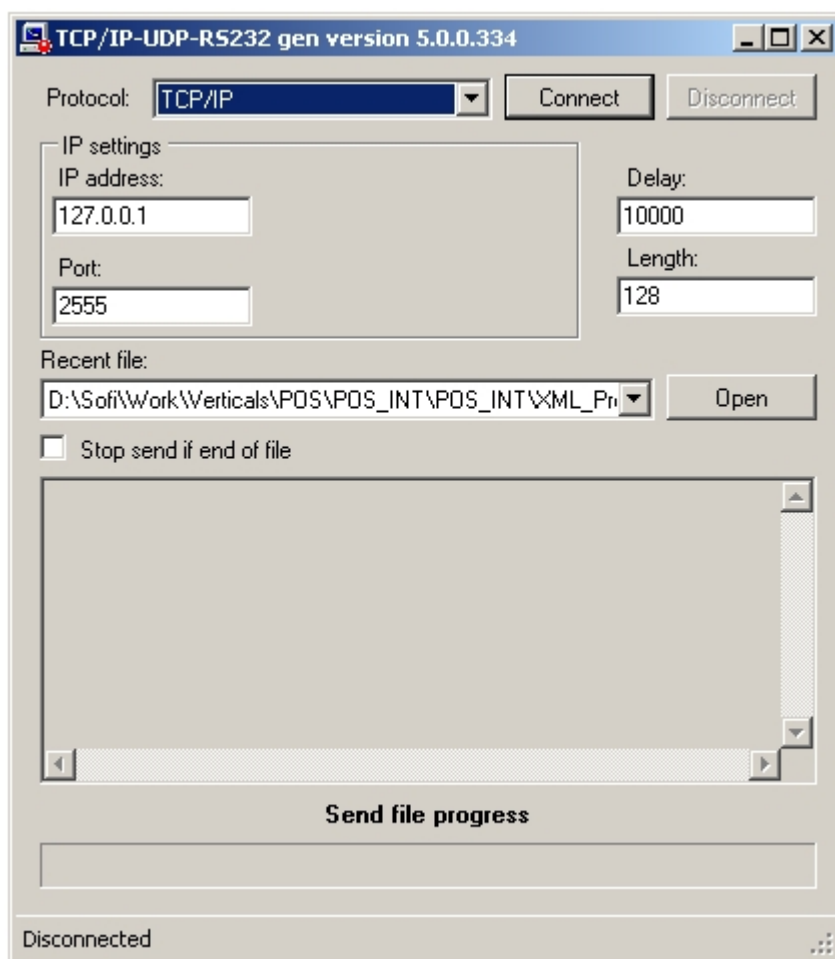 TCP/IP-UDP-RS232 gen version 5.0.0.334
Protocol: TCP/IP Connect Disconnect
IP settings
IP address: Delay:
127.0.0.1 10000
Port: Length:
2555 128
Recent file:
D:\Sofi\Work\Verticals\POS\POS_INT\POS_INT\XML_Pr Open
Stop send if end of file
Send file progress
Disconnected